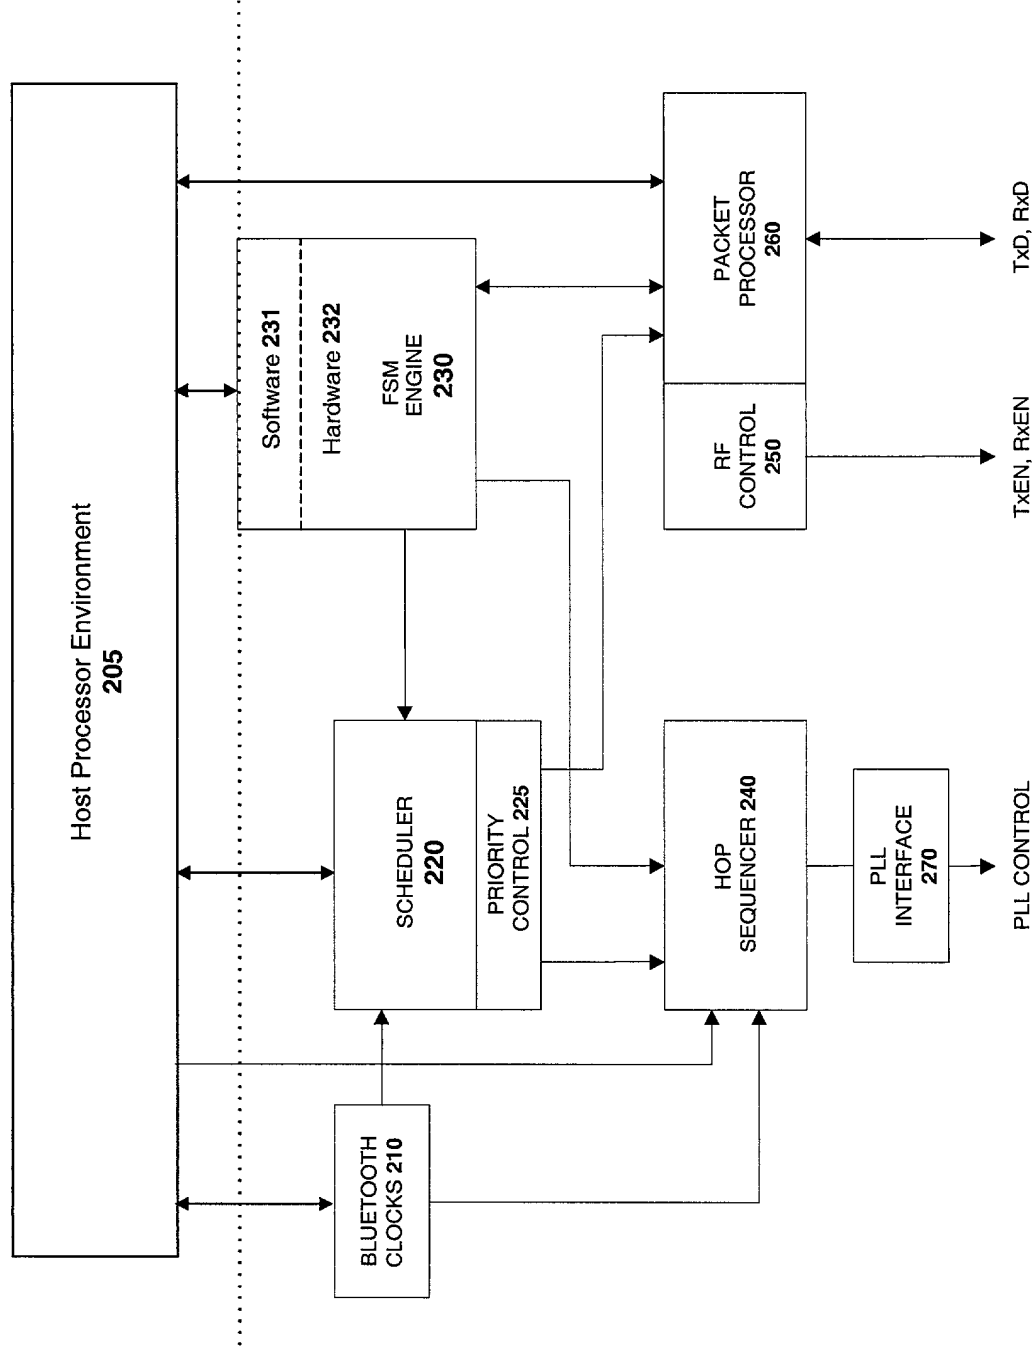 Host Processor Environment
205
BLUETOOTH
CLOCKS 210
SCHEDULER
220
PRIORITY
CONTROL 225
Software 231
Hardware 232
FSM
ENGINE
230
HOP
SEQUENCER 240
RF
CONTROL
250
PACKET
PROCESSOR
260
PLL
INTERFACE
270
PLL CONTROL
TxEN, RxEN
TxD, RxD